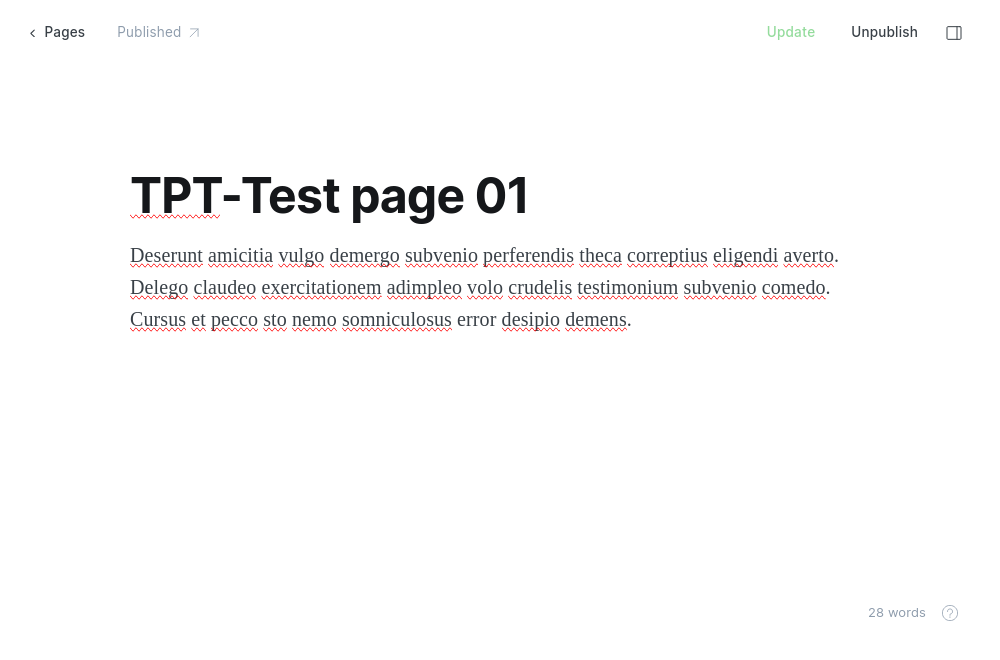 Pages
Published
Update
Unpublish
TPT-Test page 01
Deserunt amicitia vulgo demergo subvenio perferendis theca correptius eligendi averto.
Delego claudeo exercitationem adimpleo volo crudelis testimonium subvenio comedo.
Cursus et pecco sto nemo somniculosus error desipio demens.
28 words
?